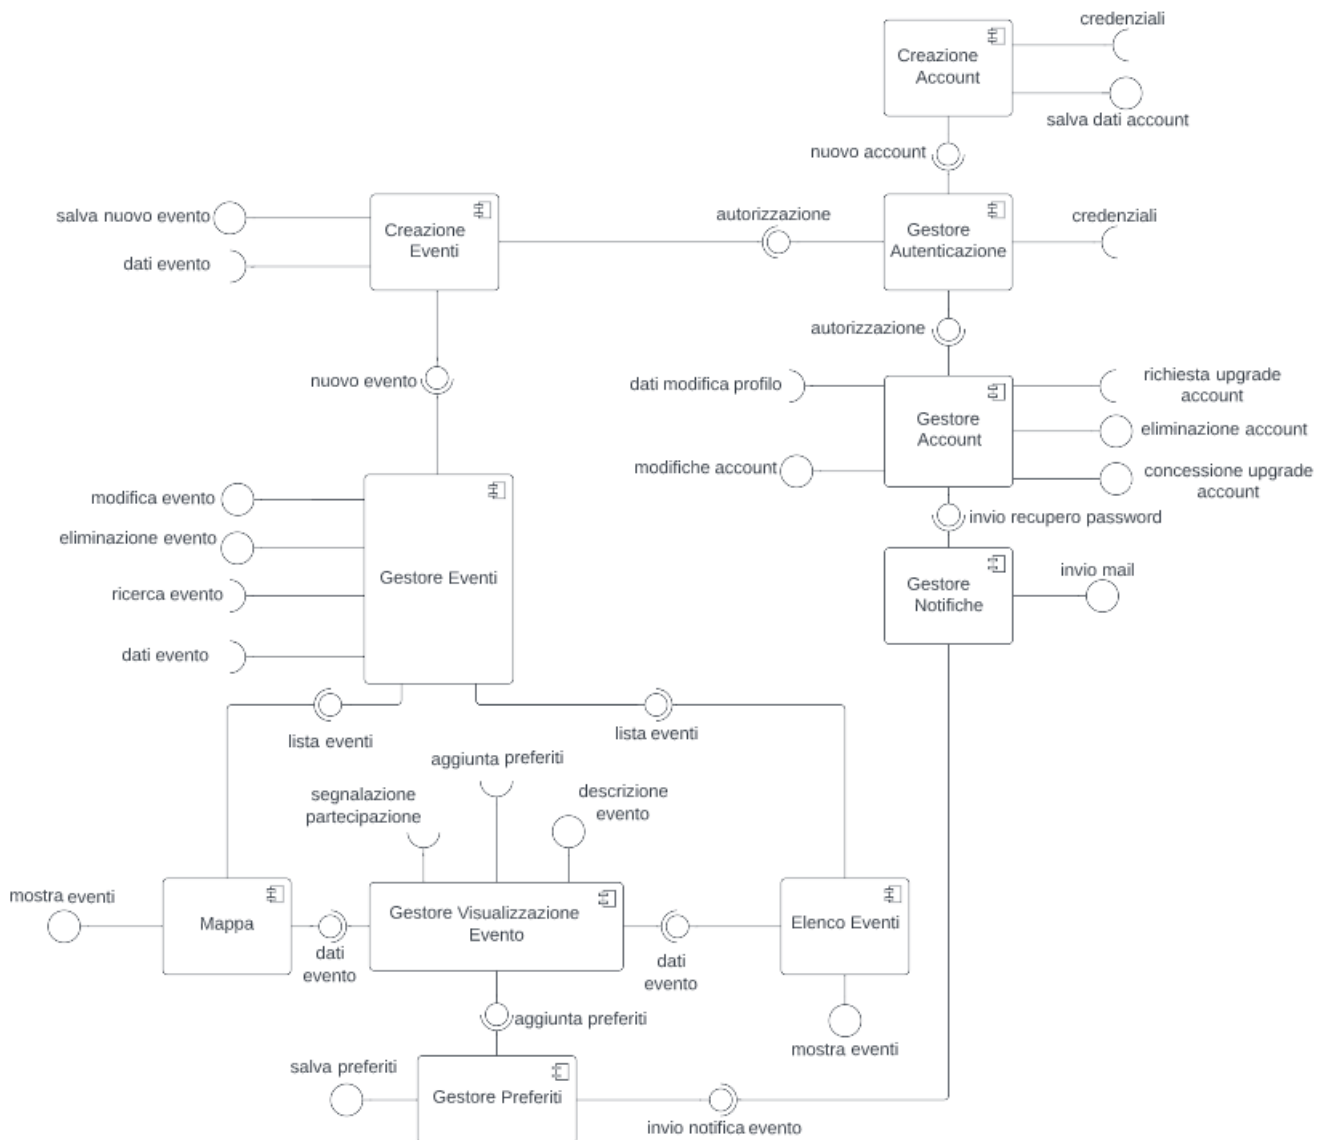 credenziali
Creazione
Account
salva dati account
nuovo account
salva nuovo evento
Creazione
Eventi
dati evento
autorizzazione
Gestore
Autenticazione
credenziali
autorizzazione
nuovo evento
dati modifica profilo
richiesta upgrade
account
Gestore
Account
eliminazione account
modifiche account
concessione upgrade
account
modifica evento
invio recupero password
eliminazione evento
Gestore Eventi
ricerca evento
Gestore
Notifiche
invio mail
dati evento
lista eventi
lista eventi
aggiunta preferiti
segnalazione
partecipazione
descrizione
evento
mostra eventi
Mappa
dati
evento
Gestore Visualizzazione
Evento
dati
evento
Elenco Eventi
aggiunta preferiti
mostra eventi
salva preferiti
Gestore Preferiti
invio notifica evento